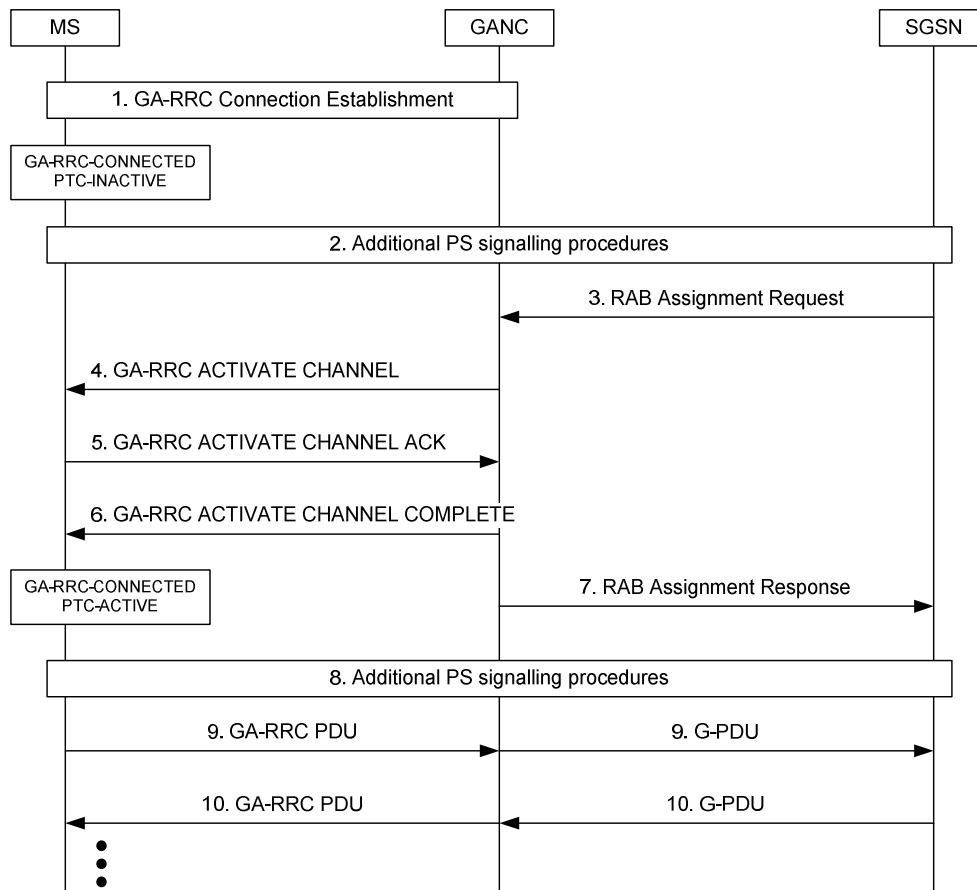 MS
GANC
SGSN
1. GA-RRC Connection Establishment
GA-RRC-CONNECTED
PTC-INACTIVE
2. Additional PS signalling procedures
3. RAB Assignment Request
4. GA-RRC ACTIVATE CHANNEL
5. GA-RRC ACTIVATE CHANNEL ACK
6. GA-RRC ACTIVATE CHANNEL COMPLETE
GA-RRC-CONNECTED
PTC-ACTIVE
7. RAB Assignment Response
8. Additional PS signalling procedures
9. GA-RRC PDU
9. G-PDU
10. GA-RRC PDU
10. G-PDU